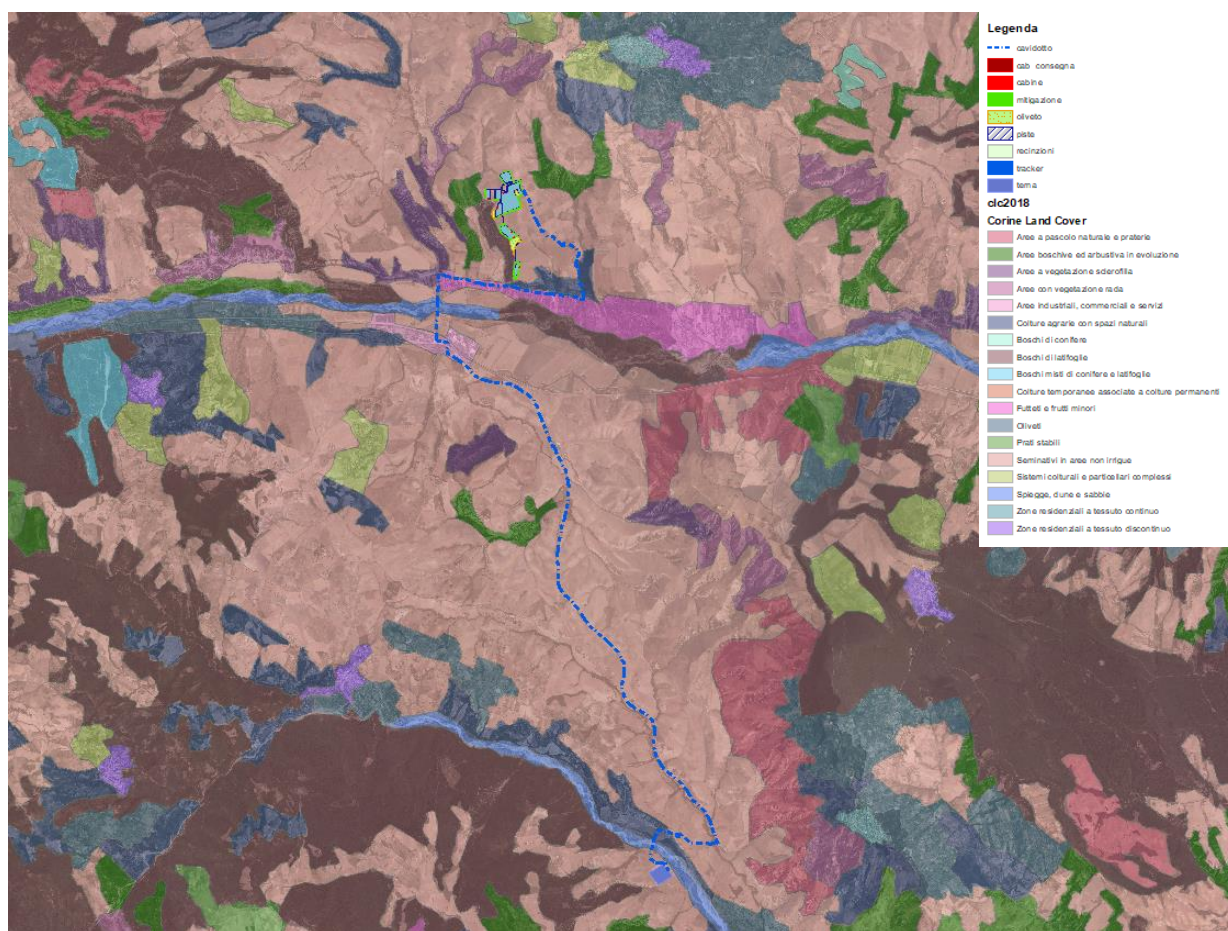 Legenda
cavidotto
cab consegna
cabine
mitigazione
oliveto
piste
recinzioni
tracker
terna
clc2018
Corine Land Cover
Aree a pascolo naturale e praterie
Aree boschive ed arbustiva in evoluzione
Aree a vegetazione sclerofilla
Aree con vegetazione rada
Aree industriali, commerciali e servizi
Colture agrarie con spazi naturali
Boschi di conifere
Boschi di latifoglie
Boschi misti di conifere e latifoglie
Colture temporanee associate a colture permanenti
Futteti e frutti minori
Oliveti
Prati stabili
Seminativi in aree non irrigue
Sistemi colturali e particellari complessi
Spiegge, dune e sabbie
Zone residenziali a tessuto continuo
Zone residenziali a tessuto discontinuo